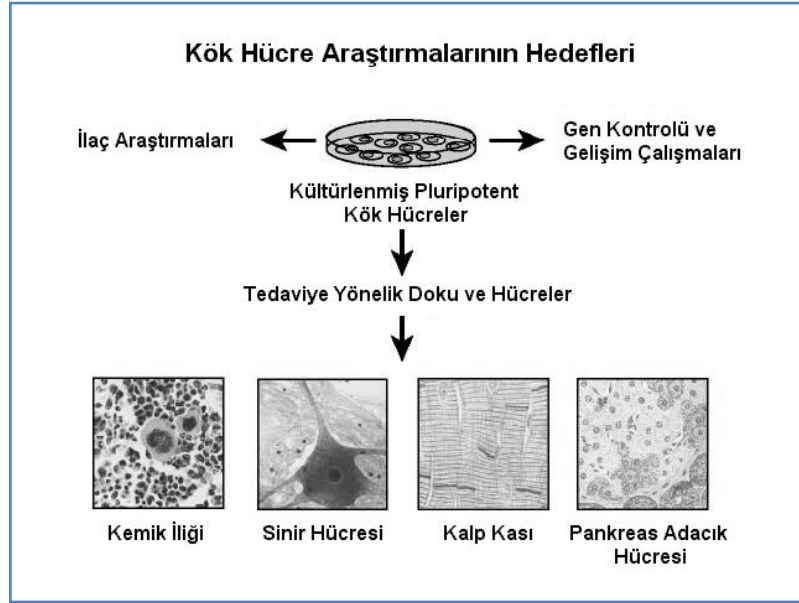 Kök Hücre Araştırmalarının Hedefleri
İlaç Araştırmaları
Gen Kontrolü ve
Gelişim Çalışmaları
Kültürlenmiş Pluripotent
Kök Hücreler
Tedaviye Yönelik Doku ve Hücreler
Kemik İliği
Sinir Hücresi
Kalp Kası
Pankreas Adacık
Hücresi